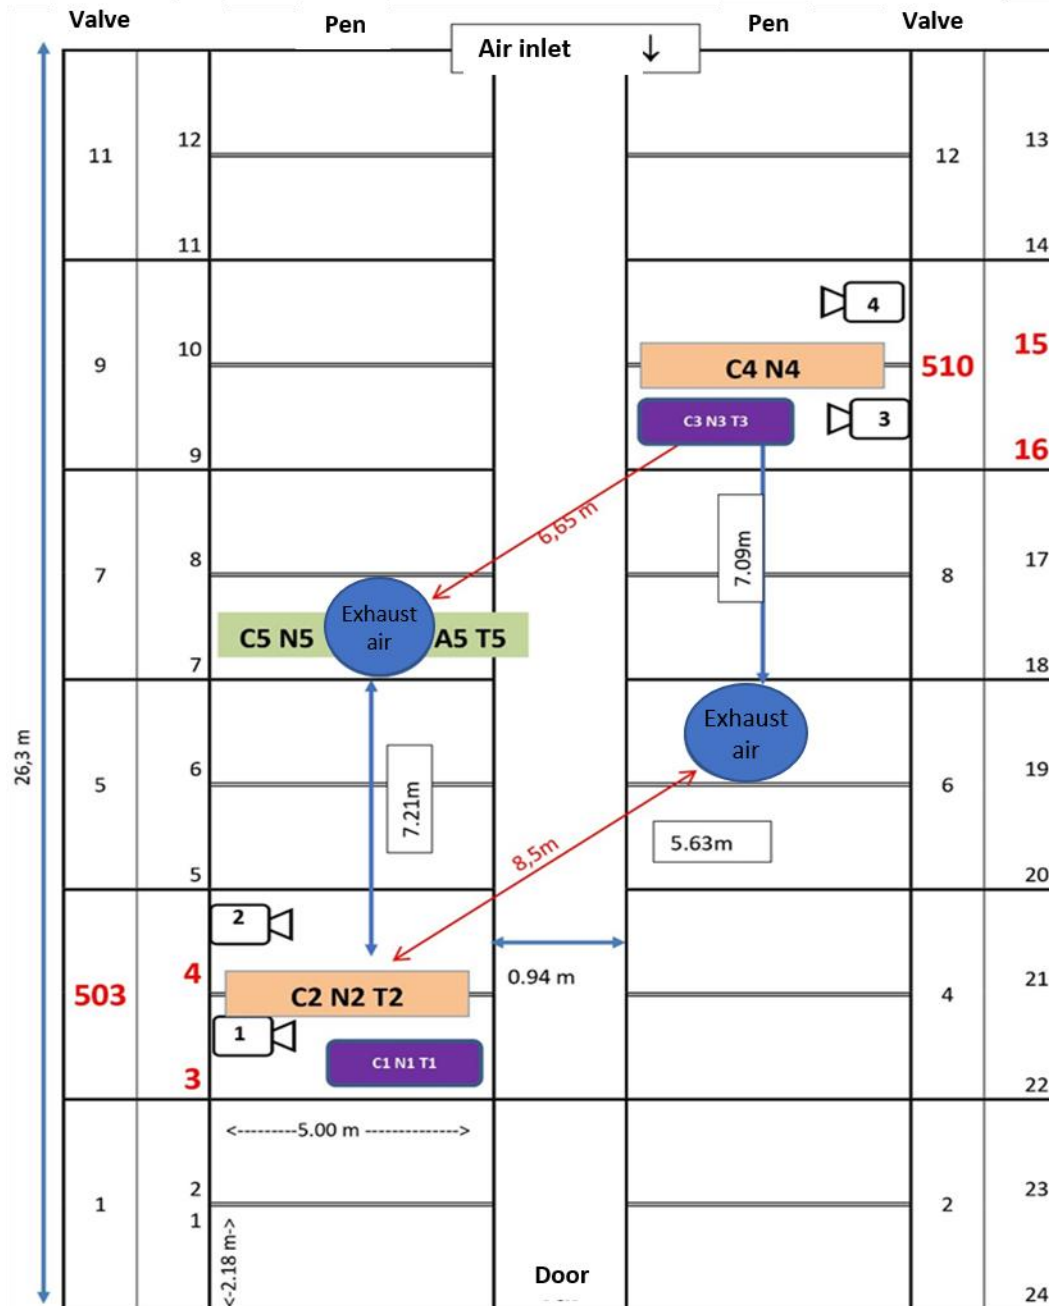 Valve Pen Pen Valve
Air inlet ↓
12 13
11 12
11 14
4
10 15
9 C4 N4 510
C3 N3 T3 3
9 16
6,65 m
7.09m
8 17
7 8
Exhaust
air
C5 N5 A5 T5
7 18
Exhaust
air
26,3 m
6 19
5 6
7.21m
8,5m
5.63m
5 20
2
4 0.94 m 21
503 C2 N2 T2 4
1
C1 N1 T1
3 22
<---------5.00 m -------------->
2 23
1 2
1
<-2.18 m->
Door
24